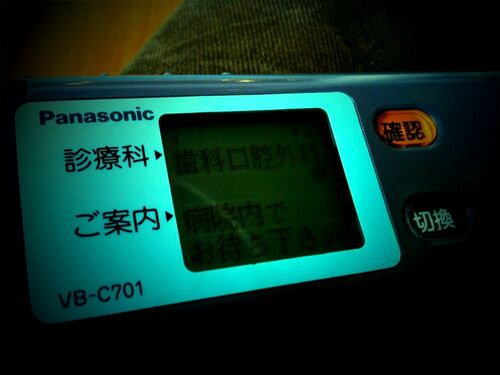 Panasonic
診療科 歯科口腔外科
ご案内 病院内で
お待ち下さい
VB-C701
確認
切換